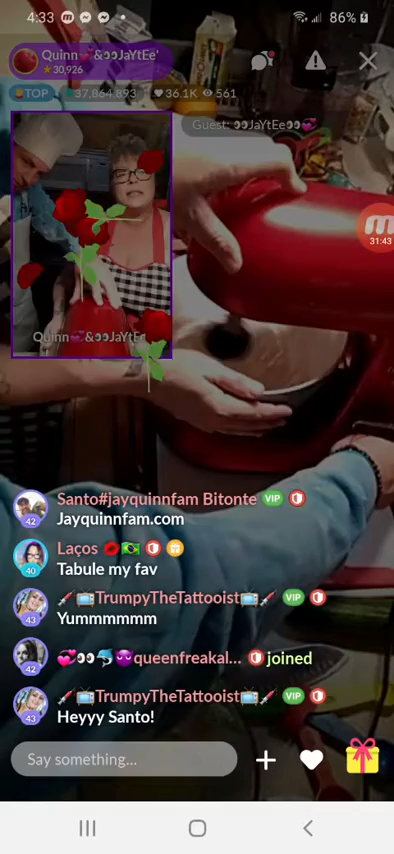 4:33
86%
Quinn💞&👀JaYtEe'
★30,926
TOP 37,864,893 36.1K 561
Guest: 👀JaYtEe👀💞
31:43
Quinn💞&👀JaYtEe
Santo#jayquinnfam Bitonte VIP
42
Jayquinnfam.com
Laços 💋🇧🇷
40
Tabule my fav
💉📺TrumpyTheTattooist📺💉 VIP
43
Yummmmmm
💞👀🐬😈queenfreakal... joined
42
💉📺TrumpyTheTattooist📺💉 VIP
43
Heyyy Santo!
Say something...